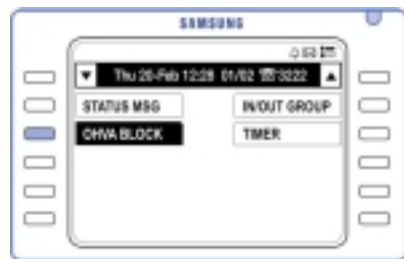 SAMSUNG
Thu 20-Feb 12:28 01/02 ☎3222
STATUS MSG
IN/OUT GROUP
OHVA BLOCK
TIMER